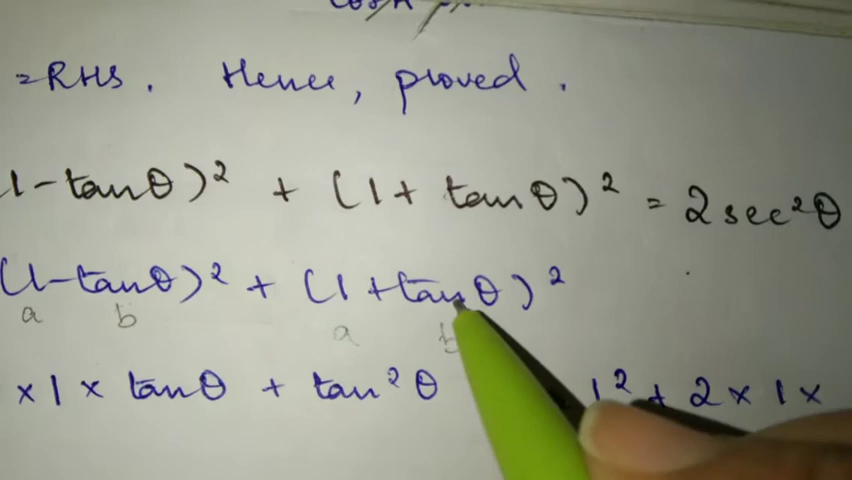 =RHS. Hence, proved.
1-tanθ)² + (1+ tanθ)² = 2sec²θ
(1-tanθ)² + (1+tanθ)²
a b a b
×1× tanθ + tan²θ 1²+ 2×1×